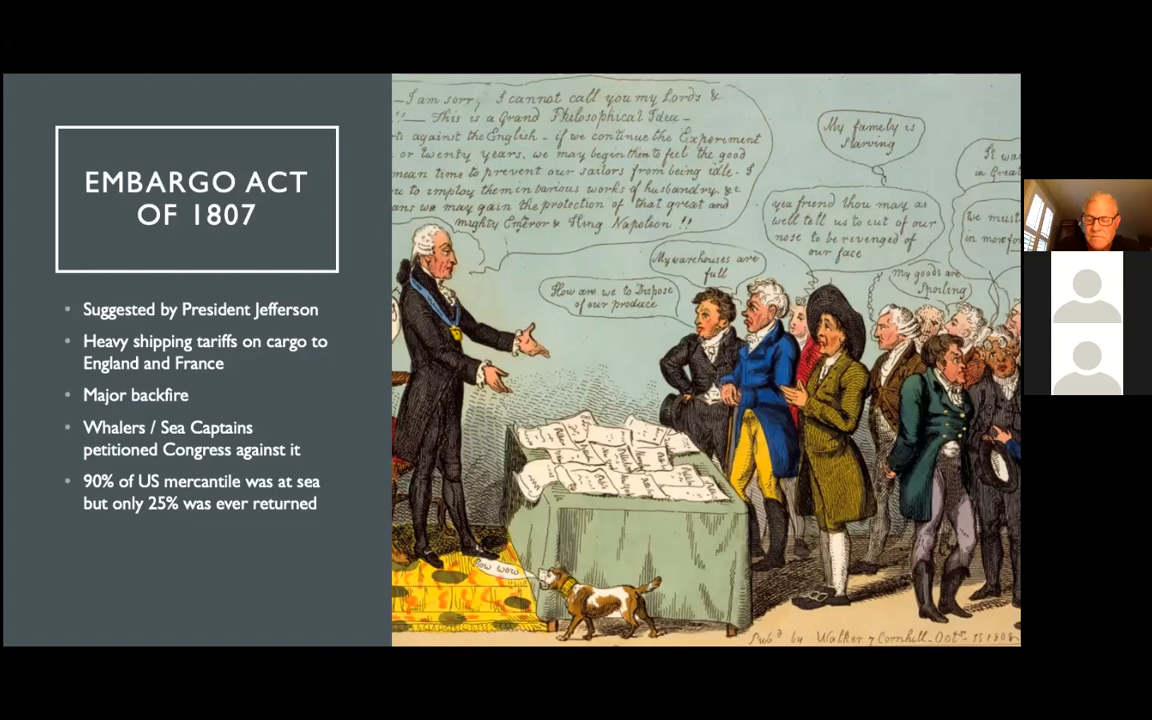 EMBARGO ACT
OF 1807
• Suggested by President Jefferson
• Heavy shipping tariffs on cargo to
England and France
• Major backfire
• Whalers / Sea Captains
petitioned Congress against it
• 90% of US mercantile was at sea
but only 25% was ever returned
—I am sorry, I cannot call you my Lords &
!!— This is a Grand Philosophical Idea—
against the English - if we continue the Experiment
or twenty years, we may begin then to feel the good
mean time to prevent our sailors from being idle. I
to employ them in various works of husbandry &c
we may gain the protection of that great and
mighty Emperor & King Napoleon !!
My famely is
Starving
It was
in Great
you friend thou may as
well tell us to cut of our
nose to be revenged of
our face
we must
in
My warehouses are
full
How are we to Dispose
of our produce
my goods are
Spoiling
Bow wow
Pub^d by Walker 7 Cornhill - Oct^r 1808